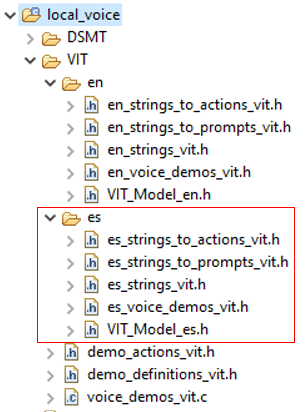 local_voice
DSMT
VIT
en
en_strings_to_actions_vit.h
en_strings_to_prompts_vit.h
en_strings_vit.h
en_voice_demos_vit.h
VIT_Model_en.h
es
es_strings_to_actions_vit.h
es_strings_to_prompts_vit.h
es_strings_vit.h
es_voice_demos_vit.h
VIT_Model_es.h
demo_actions_vit.h
demo_definitions_vit.h
voice_demos_vit.c